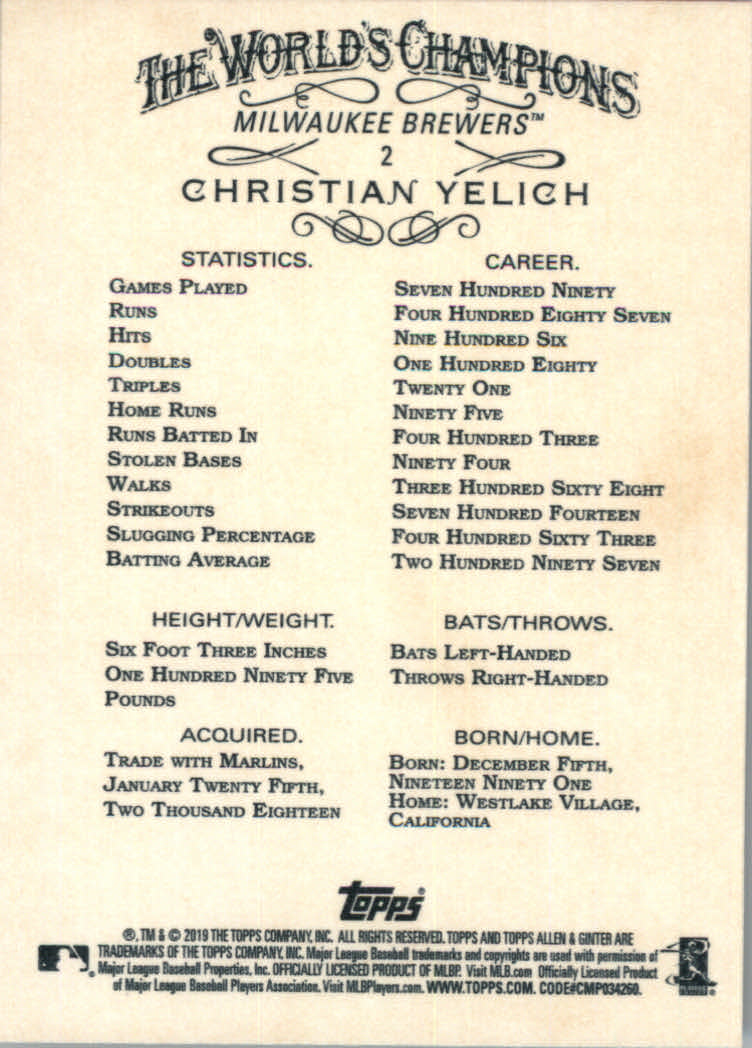 THE WORLD'S CHAMPIONS
MILWAUKEE BREWERS™
2
CHRISTIAN YELICH
STATISTICS. CAREER.
GAMES PLAYED SEVEN HUNDRED NINETY
RUNS FOUR HUNDRED EIGHTY SEVEN
HITS NINE HUNDRED SIX
DOUBLES ONE HUNDRED EIGHTY
TRIPLES TWENTY ONE
HOME RUNS NINETY FIVE
RUNS BATTED IN FOUR HUNDRED THREE
STOLEN BASES NINETY FOUR
WALKS THREE HUNDRED SIXTY EIGHT
STRIKEOUTS SEVEN HUNDRED FOURTEEN
SLUGGING PERCENTAGE FOUR HUNDRED SIXTY THREE
BATTING AVERAGE TWO HUNDRED NINETY SEVEN
HEIGHT/WEIGHT.
SIX FOOT THREE INCHES
ONE HUNDRED NINETY FIVE
POUNDS
BATS/THROWS.
BATS LEFT-HANDED
THROWS RIGHT-HANDED
ACQUIRED.
TRADE WITH MARLINS,
JANUARY TWENTY FIFTH,
TWO THOUSAND EIGHTEEN
BORN/HOME.
BORN: DECEMBER FIFTH,
NINETEEN NINETY ONE
HOME: WESTLAKE VILLAGE,
CALIFORNIA
topps®
®, TM & © 2019 THE TOPPS COMPANY, INC. ALL RIGHTS RESERVED. TOPPS AND TOPPS ALLEN & GINTER ARE
TRADEMARKS OF THE TOPPS COMPANY, INC. Major League Baseball trademarks and copyrights are used with permission of
Major League Baseball Properties, Inc. OFFICIALLY LICENSED PRODUCT OF MLBP. Visit MLB.com Officially Licensed Product
of Major League Baseball Players Association. Visit MLBPlayers.com. WWW.TOPPS.COM. CODE#CMP034260.